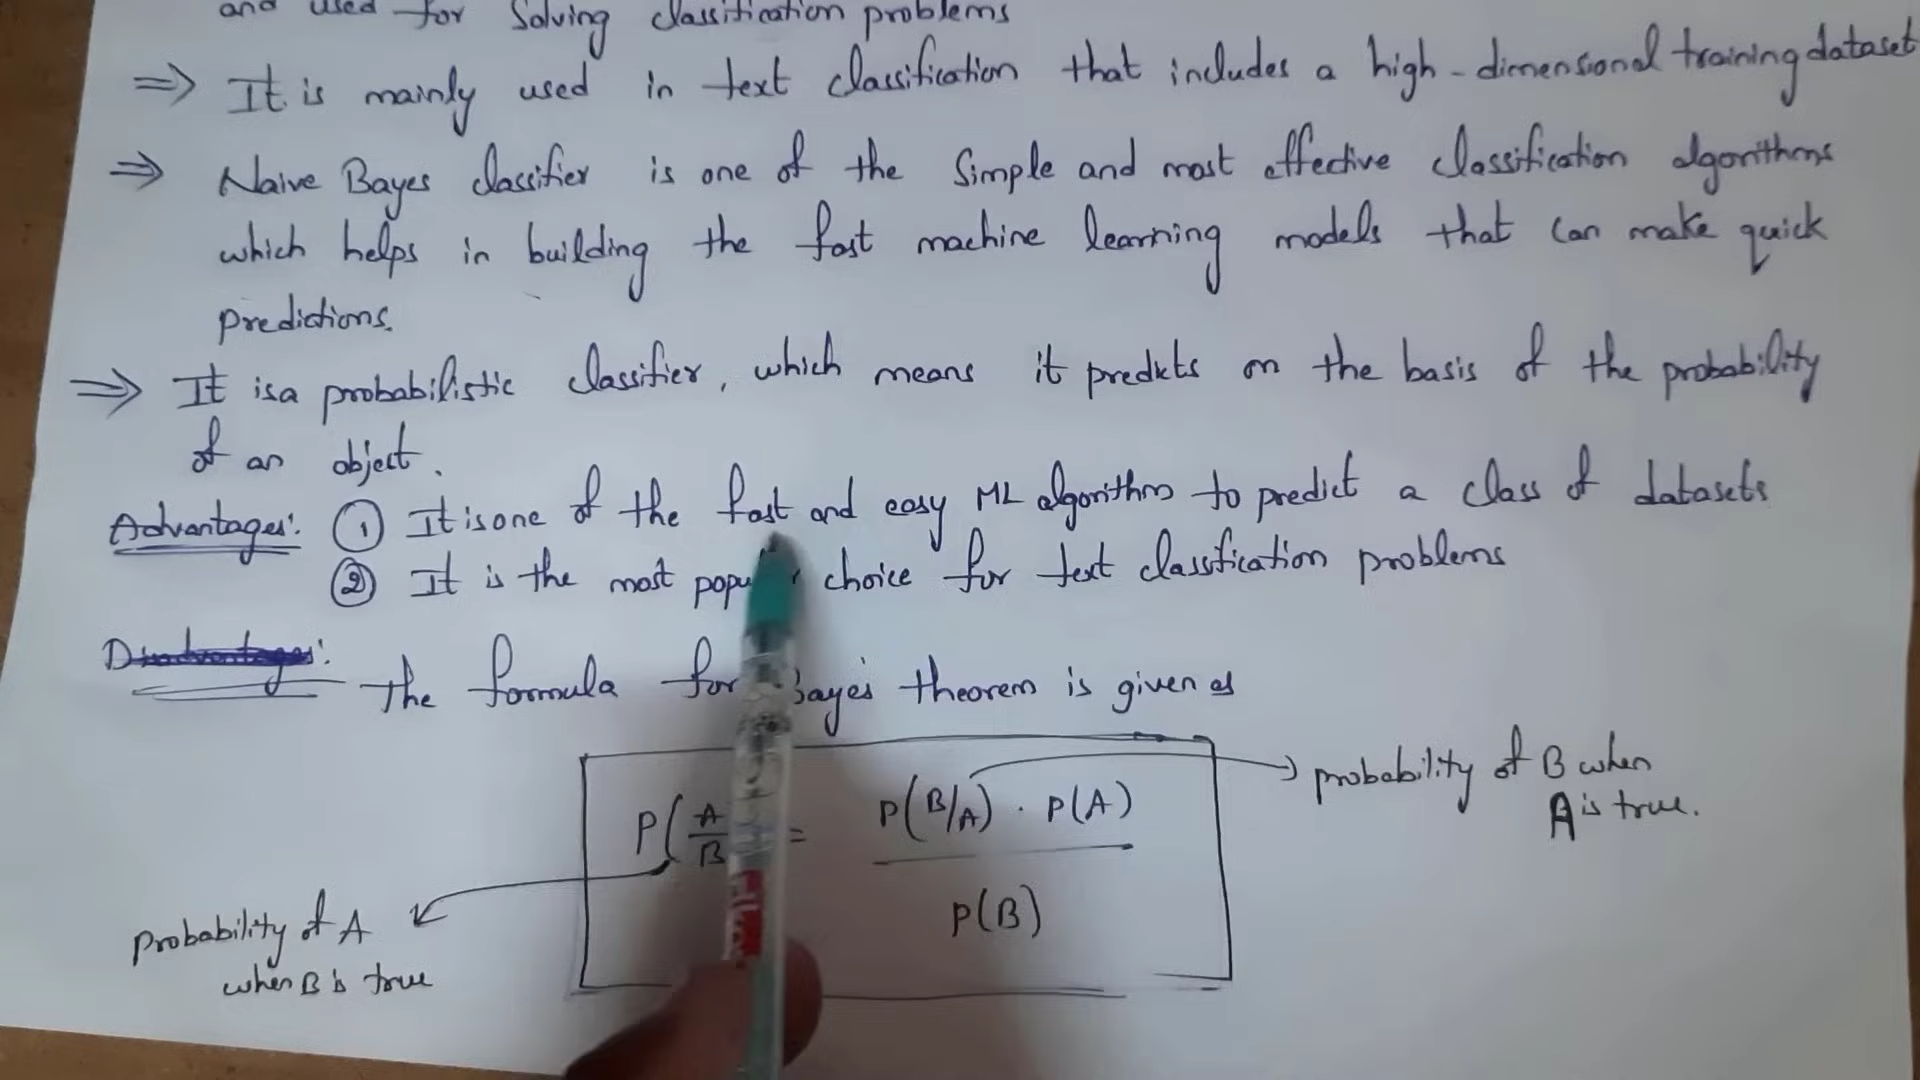 and used for Solving classification problems
⇒ It is mainly used in text classification that includes a high-dimensional training dataset
⇒ Naive Bayes classifier is one of the Simple and most effective classification algorithms
which helps in building the fast machine learning models that can make quick
predictions.
⇒ It is a probabilistic classifier, which means it predicts on the basis of the probability
of an object.
Advantages: ① It is one of the fast and easy ML algorithms to predict a class of datasets
② It is the most choice for text classification problems
The formula for theorem is given as
P(A/B = P(B/A) . P(A)
P(B)
→ probability of B when
A is true.
probability of A
when B is true